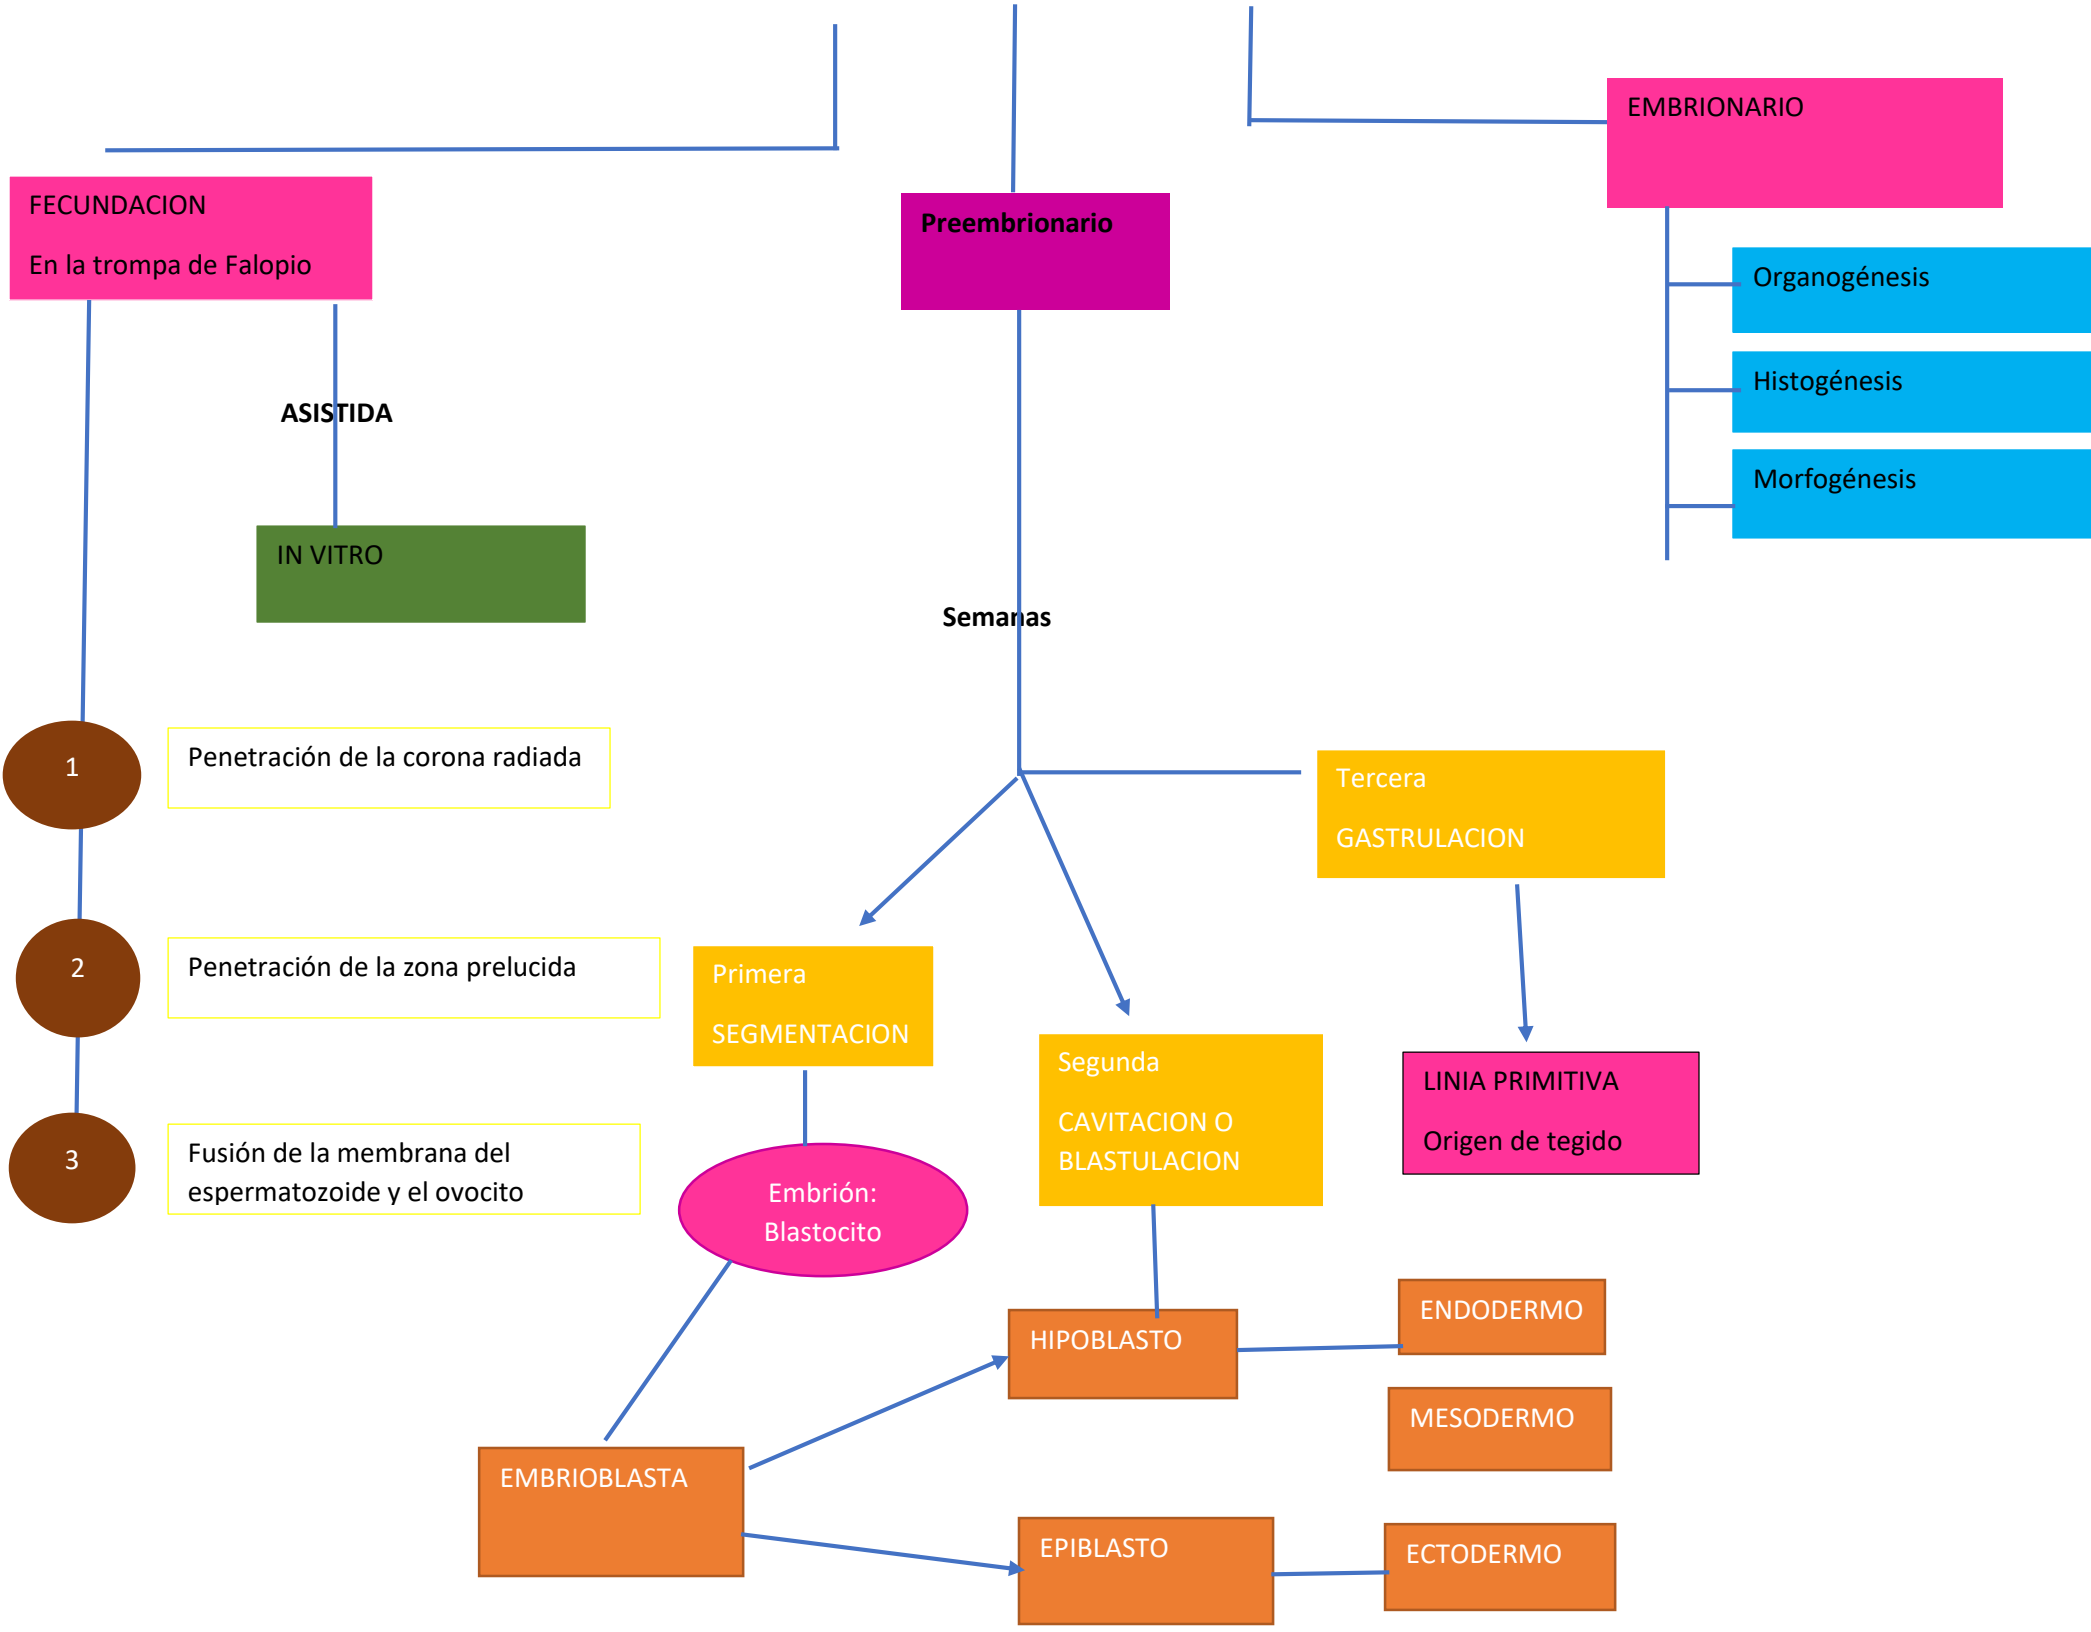 EMBRIONARIO
FECUNDACION
En la trompa de Falopio
Preembrionario
Organogénesis
Histogénesis
Morfogénesis
ASISTIDA
IN VITRO
Semanas
1
Penetración de la corona radiada
2
Penetración de la zona prelucida
3
Fusión de la membrana del
espermatozoide y el ovocito
Tercera
GASTRULACION
Primera
SEGMENTACION
Segunda
CAVITACION O
BLASTULACION
LINIA PRIMITIVA
Origen de tegido
Embrión:
Blastocito
HIPOBLASTO
ENDODERMO
MESODERMO
EMBRIOBLASTA
EPIBLASTO
ECTODERMO